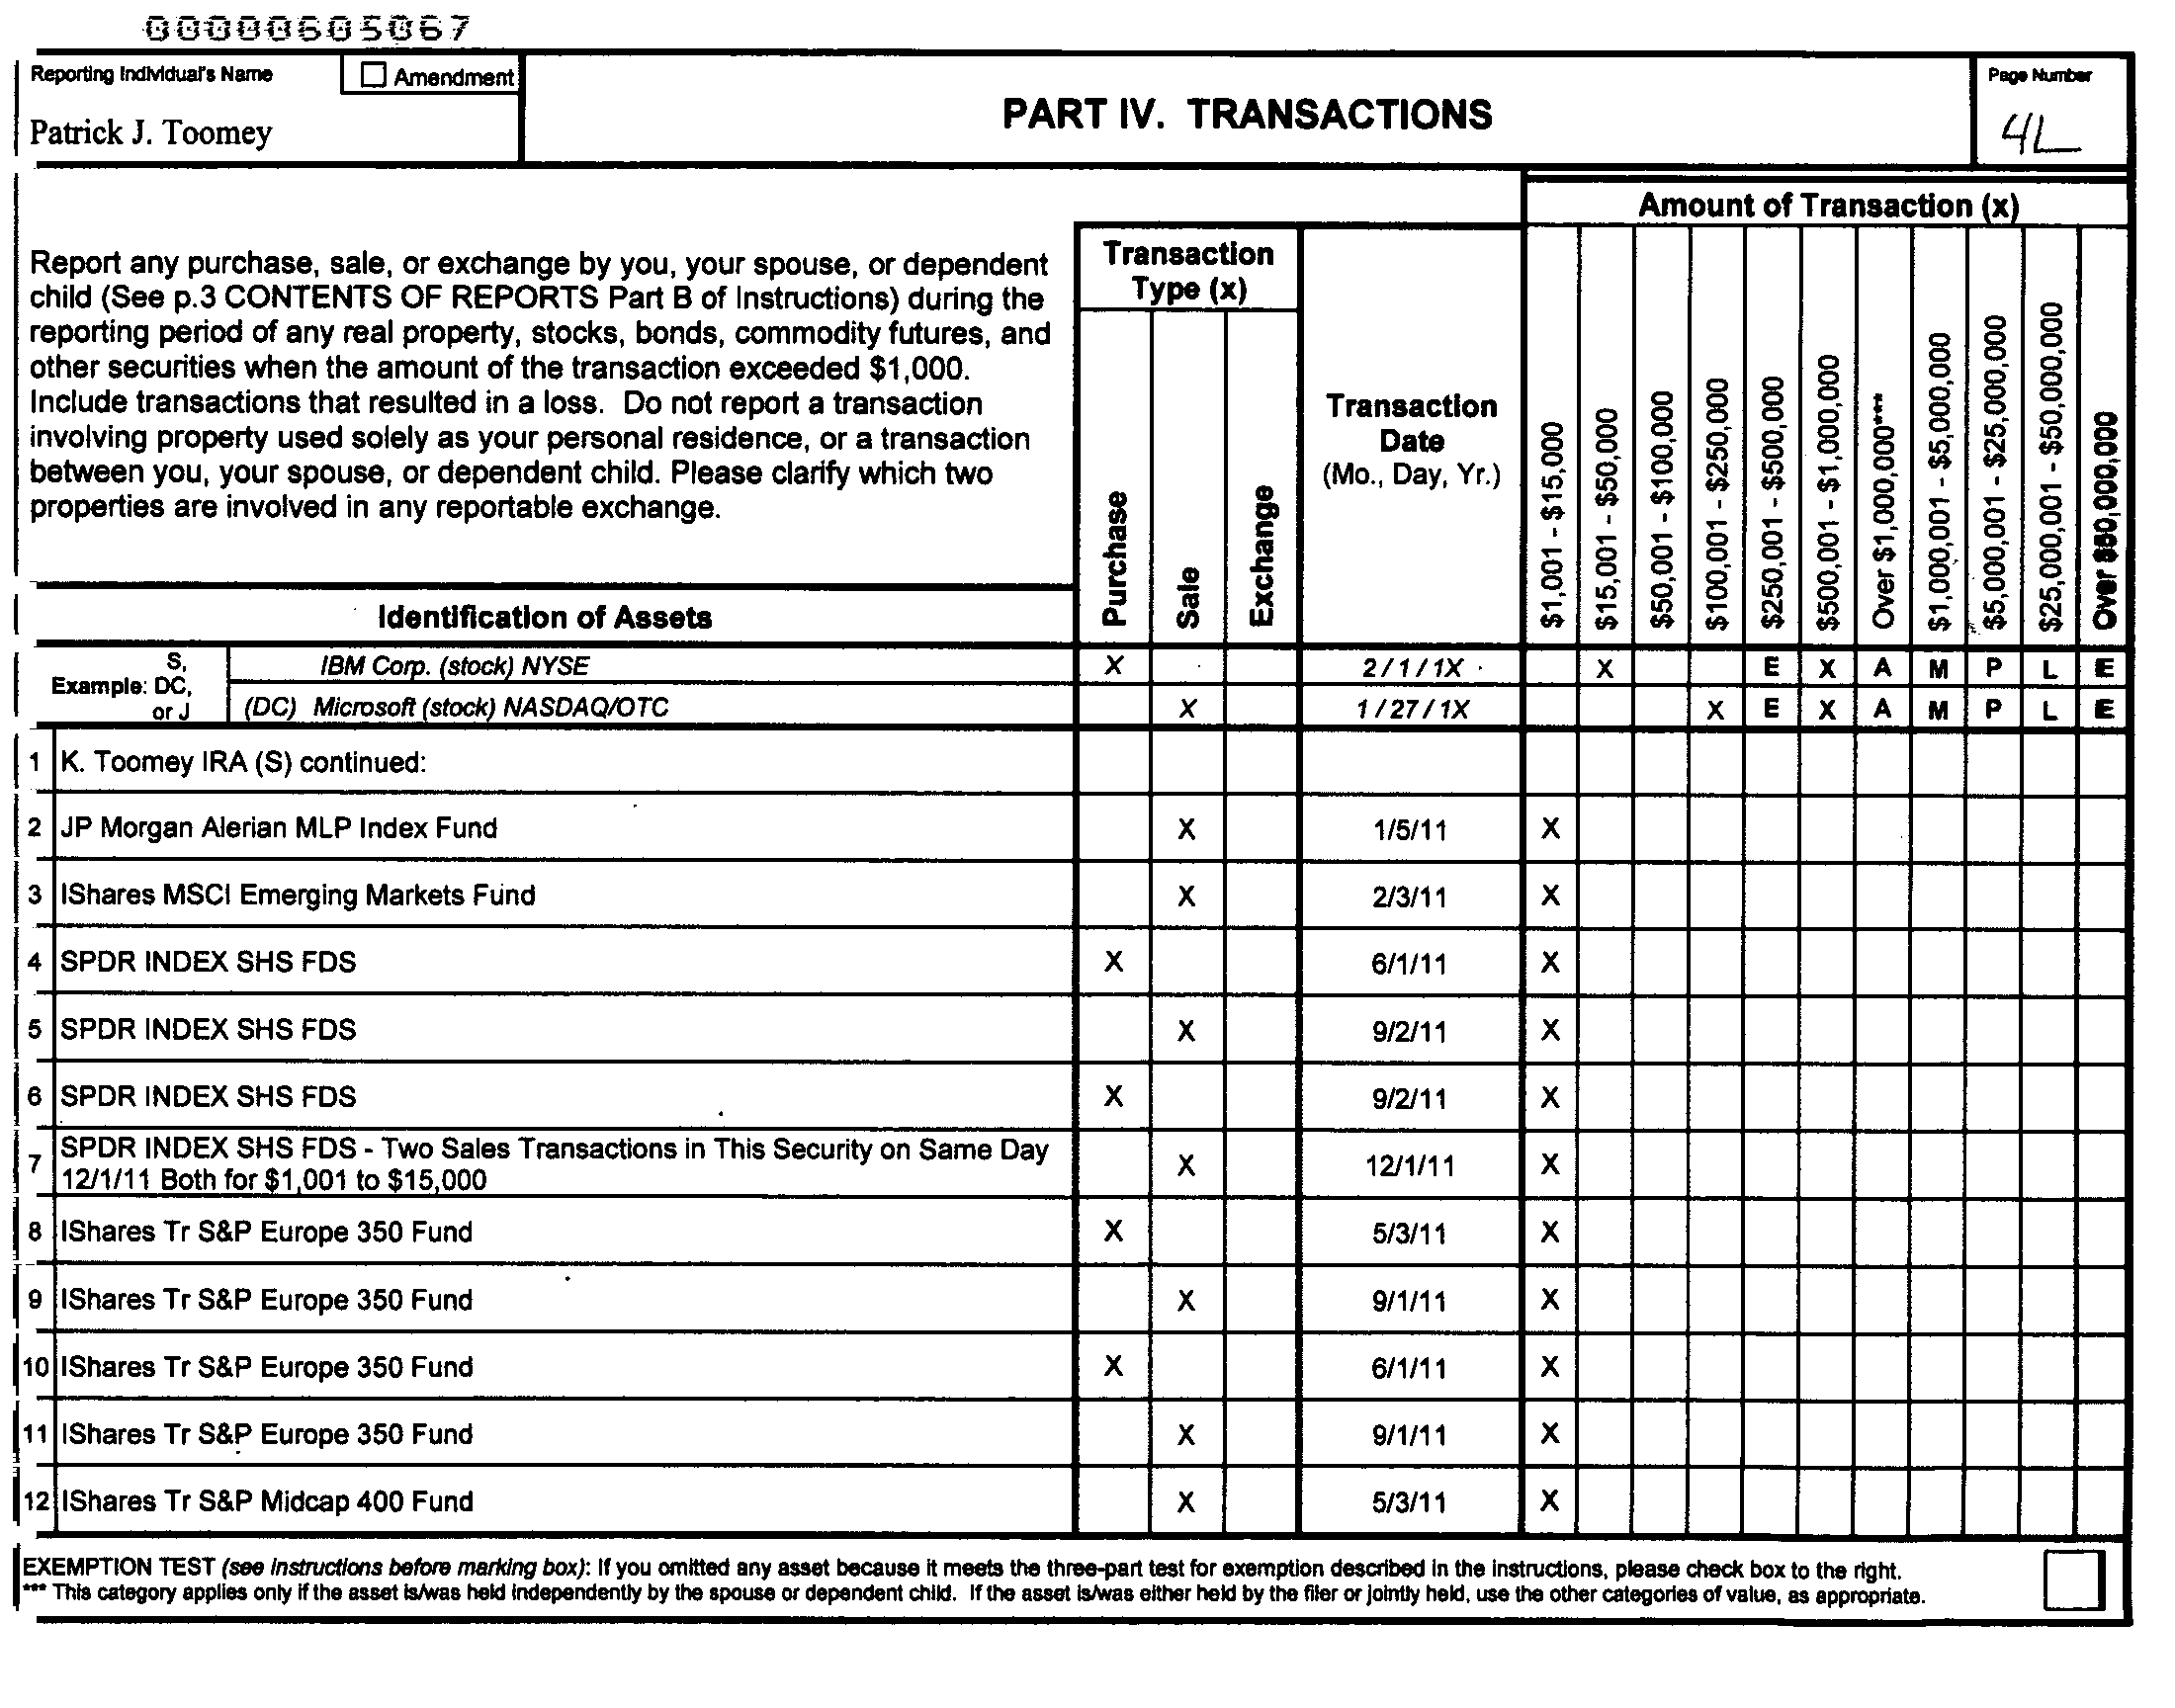 00000605067
Reporting Individual's Name
Amendment
Patrick J. Toomey
PART IV. TRANSACTIONS
Page Number
4L
Amount of Transaction (x)
Report any purchase, sale, or exchange by you, your spouse, or dependent
child (See p.3 CONTENTS OF REPORTS Part B of Instructions) during the
reporting period of any real property, stocks, bonds, commodity futures, and
other securities when the amount of the transaction exceeded $1,000.
Include transactions that resulted in a loss. Do not report a transaction
involving property used solely as your personal residence, or a transaction
between you, your spouse, or dependent child. Please clarify which two
properties are involved in any reportable exchange.
Transaction
Type (x)
Purchase
Sale
Exchange
Transaction
Date
(Mo., Day, Yr.)
$1,001 - $15,000
$15,001 - $50,000
$50,001 - $100,000
$100,001 - $250,000
$250,001 - $500,000
$500,001 - $1,000,000
Over $1,000,000***
$1,000,001 - $5,000,000
$5,000,001 - $25,000,000
$25,000,001 - $50,000,000
Over $50,000,000
Identification of Assets
Example: S, DC, or J
IBM Corp. (stock) NYSE X 2 / 1 / 1X X E X A M P L E
(DC) Microsoft (stock) NASDAQ/OTC X 1 / 27 / 1X X E X A M P L E
1 K. Toomey IRA (S) continued:
2 JP Morgan Alerian MLP Index Fund X 1/5/11 X
3 IShares MSCI Emerging Markets Fund X 2/3/11 X
4 SPDR INDEX SHS FDS X 6/1/11 X
5 SPDR INDEX SHS FDS X 9/2/11 X
6 SPDR INDEX SHS FDS X 9/2/11 X
7 SPDR INDEX SHS FDS - Two Sales Transactions in This Security on Same Day
12/1/11 Both for $1,001 to $15,000 X 12/1/11 X
8 IShares Tr S&P Europe 350 Fund X 5/3/11 X
9 IShares Tr S&P Europe 350 Fund X 9/1/11 X
10 IShares Tr S&P Europe 350 Fund X 6/1/11 X
11 IShares Tr S&P Europe 350 Fund X 9/1/11 X
12 IShares Tr S&P Midcap 400 Fund X 5/3/11 X
EXEMPTION TEST (see instructions before marking box): If you omitted any asset because it meets the three-part test for exemption described in the instructions, please check box to the right.
*** This category applies only if the asset is/was held independently by the spouse or dependent child. If the asset is/was either held by the filer or jointly held, use the other categories of value, as appropriate.